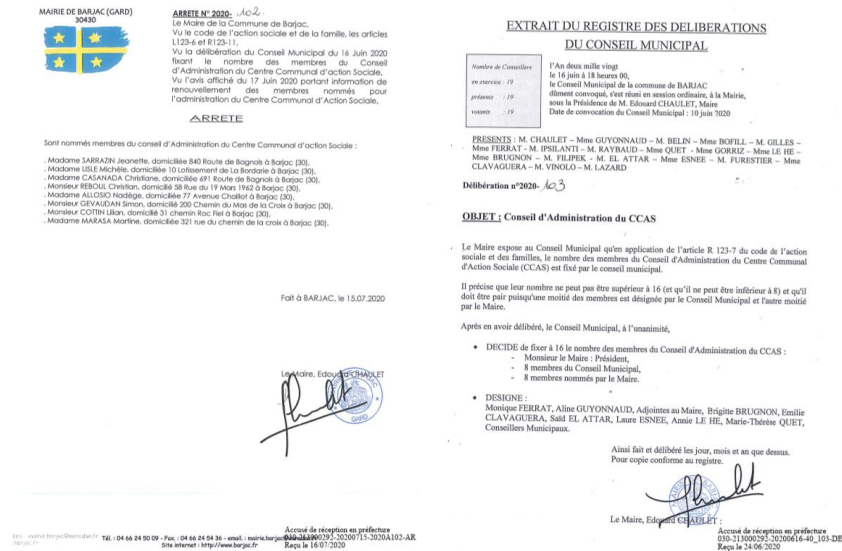 MAIRIE DE BARJAC (GARD)
30430
ARRETE N° 2020- 102
Le Maire de la Commune de Barjac,
Vu le code de l'action sociale et de la famille, les articles
L123-6 et R123-11,
Vu la délibération du Conseil Municipal du 16 Juin 2020
fixant le nombre des membres du Conseil
d'Administration du Centre Communal d'action Sociale,
Vu l'avis affiché du 17 Juin 2020 portant information de
renouvellement des membres nommés pour
l'administration du Centre Communal d'Action Sociale,
ARRETE
Sont nommés membres du conseil d'Administration du Centre Communal d'action Sociale :
. Madame SARRAZIN Jeanette, domiciliée 840 Route de Bagnols à Barjac (30),
. Madame LISLE Michèle, domiciliée 10 Lotissement de La Bordarie à Barjac (30),
. Madame CASANADA Christiane, domiciliée 691 Route de Bagnols à Barjac (30),
. Monsieur REBOUL Christian, domicilié 58 Rue du 19 Mars 1962 à Barjac (30),
. Madame ALLOSIO Nadège, domiciliée 77 Avenue Chaillot à Barjac (30),
. Monsieur GEVAUDAN Simon, domicilié 200 Chemin du Mas de la Croix à Barjac (30),
. Monsieur COTTIN Lilian, domicilié 31 chemin Roc Fiel à Barjac (30),
. Madame MARASA Martine, domiciliée 321 rue du chemin de la croix à Barjac (30).
Fait à BARJAC, le 15.07.2020
Le Maire, Edouard CHAULET
GARD
Tél. : 04 66 24 50 09 - Fax. : 04 66 24 54 36 - email. : mairie.barjac
Site internet : http://www.barjac.fr
Accusé de réception en préfecture
030-213000292-20200715-2020A102-AR
Reçu le 16/07/2020
EXTRAIT DU REGISTRE DES DELIBERATIONS
DU CONSEIL MUNICIPAL
Nombre de Conseillers
en exercice : 19
présents : 19
votants : 19
l'An deux mille vingt
le 16 juin à 18 heures 00,
le Conseil Municipal de la commune de BARJAC
dûment convoqué, s'est réuni en session ordinaire, à la Mairie,
sous la Présidence de M. Edouard CHAULET, Maire
Date de convocation du Conseil Municipal : 10 juin 2020
PRESENTS : M. CHAULET – Mme GUYONNAUD – M. BELIN – Mme BOFILL – M. GILLES –
Mme FERRAT - M. IPSILANTI – M. RAYBAUD – Mme QUET - Mme GORRIZ – Mme LE HE –
Mme BRUGNON – M. FILIPEK - M. EL ATTAR – Mme ESNEE – M. FURESTIER – Mme
CLAVAGUERA – M. VINOLO – M. LAZARD
Délibération n°2020- 103
OBJET : Conseil d'Administration du CCAS
Le Maire expose au Conseil Municipal qu'en application de l'article R 123-7 du code de l'action
sociale et des familles, le nombre des membres du Conseil d'Administration du Centre Communal
d'Action Sociale (CCAS) est fixé par le conseil municipal.
Il précise que leur nombre ne peut pas être supérieur à 16 (et qu'il ne peut être inférieur à 8) et qu'il
doit être pair puisqu'une moitié des membres est désignée par le Conseil Municipal et l'autre moitié
par le Maire.
Après en avoir délibéré, le Conseil Municipal, à l'unanimité,
• DECIDE de fixer à 16 le nombre des membres du Conseil d'Administration du CCAS :
- Monsieur le Maire : Président,
- 8 membres du Conseil Municipal,
- 8 membres nommés par le Maire.
• DESIGNE :
Monique FERRAT, Aline GUYONNAUD, Adjointes au Maire, Brigitte BRUGNON, Emilie
CLAVAGUERA, Saïd EL ATTAR, Laure ESNEE, Annie LE HE, Marie-Thérèse QUET,
Conseillers Municipaux.
Ainsi fait et délibéré les jour, mois et an que dessus.
Pour copie conforme au registre.
Le Maire, Edouard CHAULET :
Accusé de réception en préfecture
030-213000292-20200616-40_103-DE
Reçu le 24/06/2020